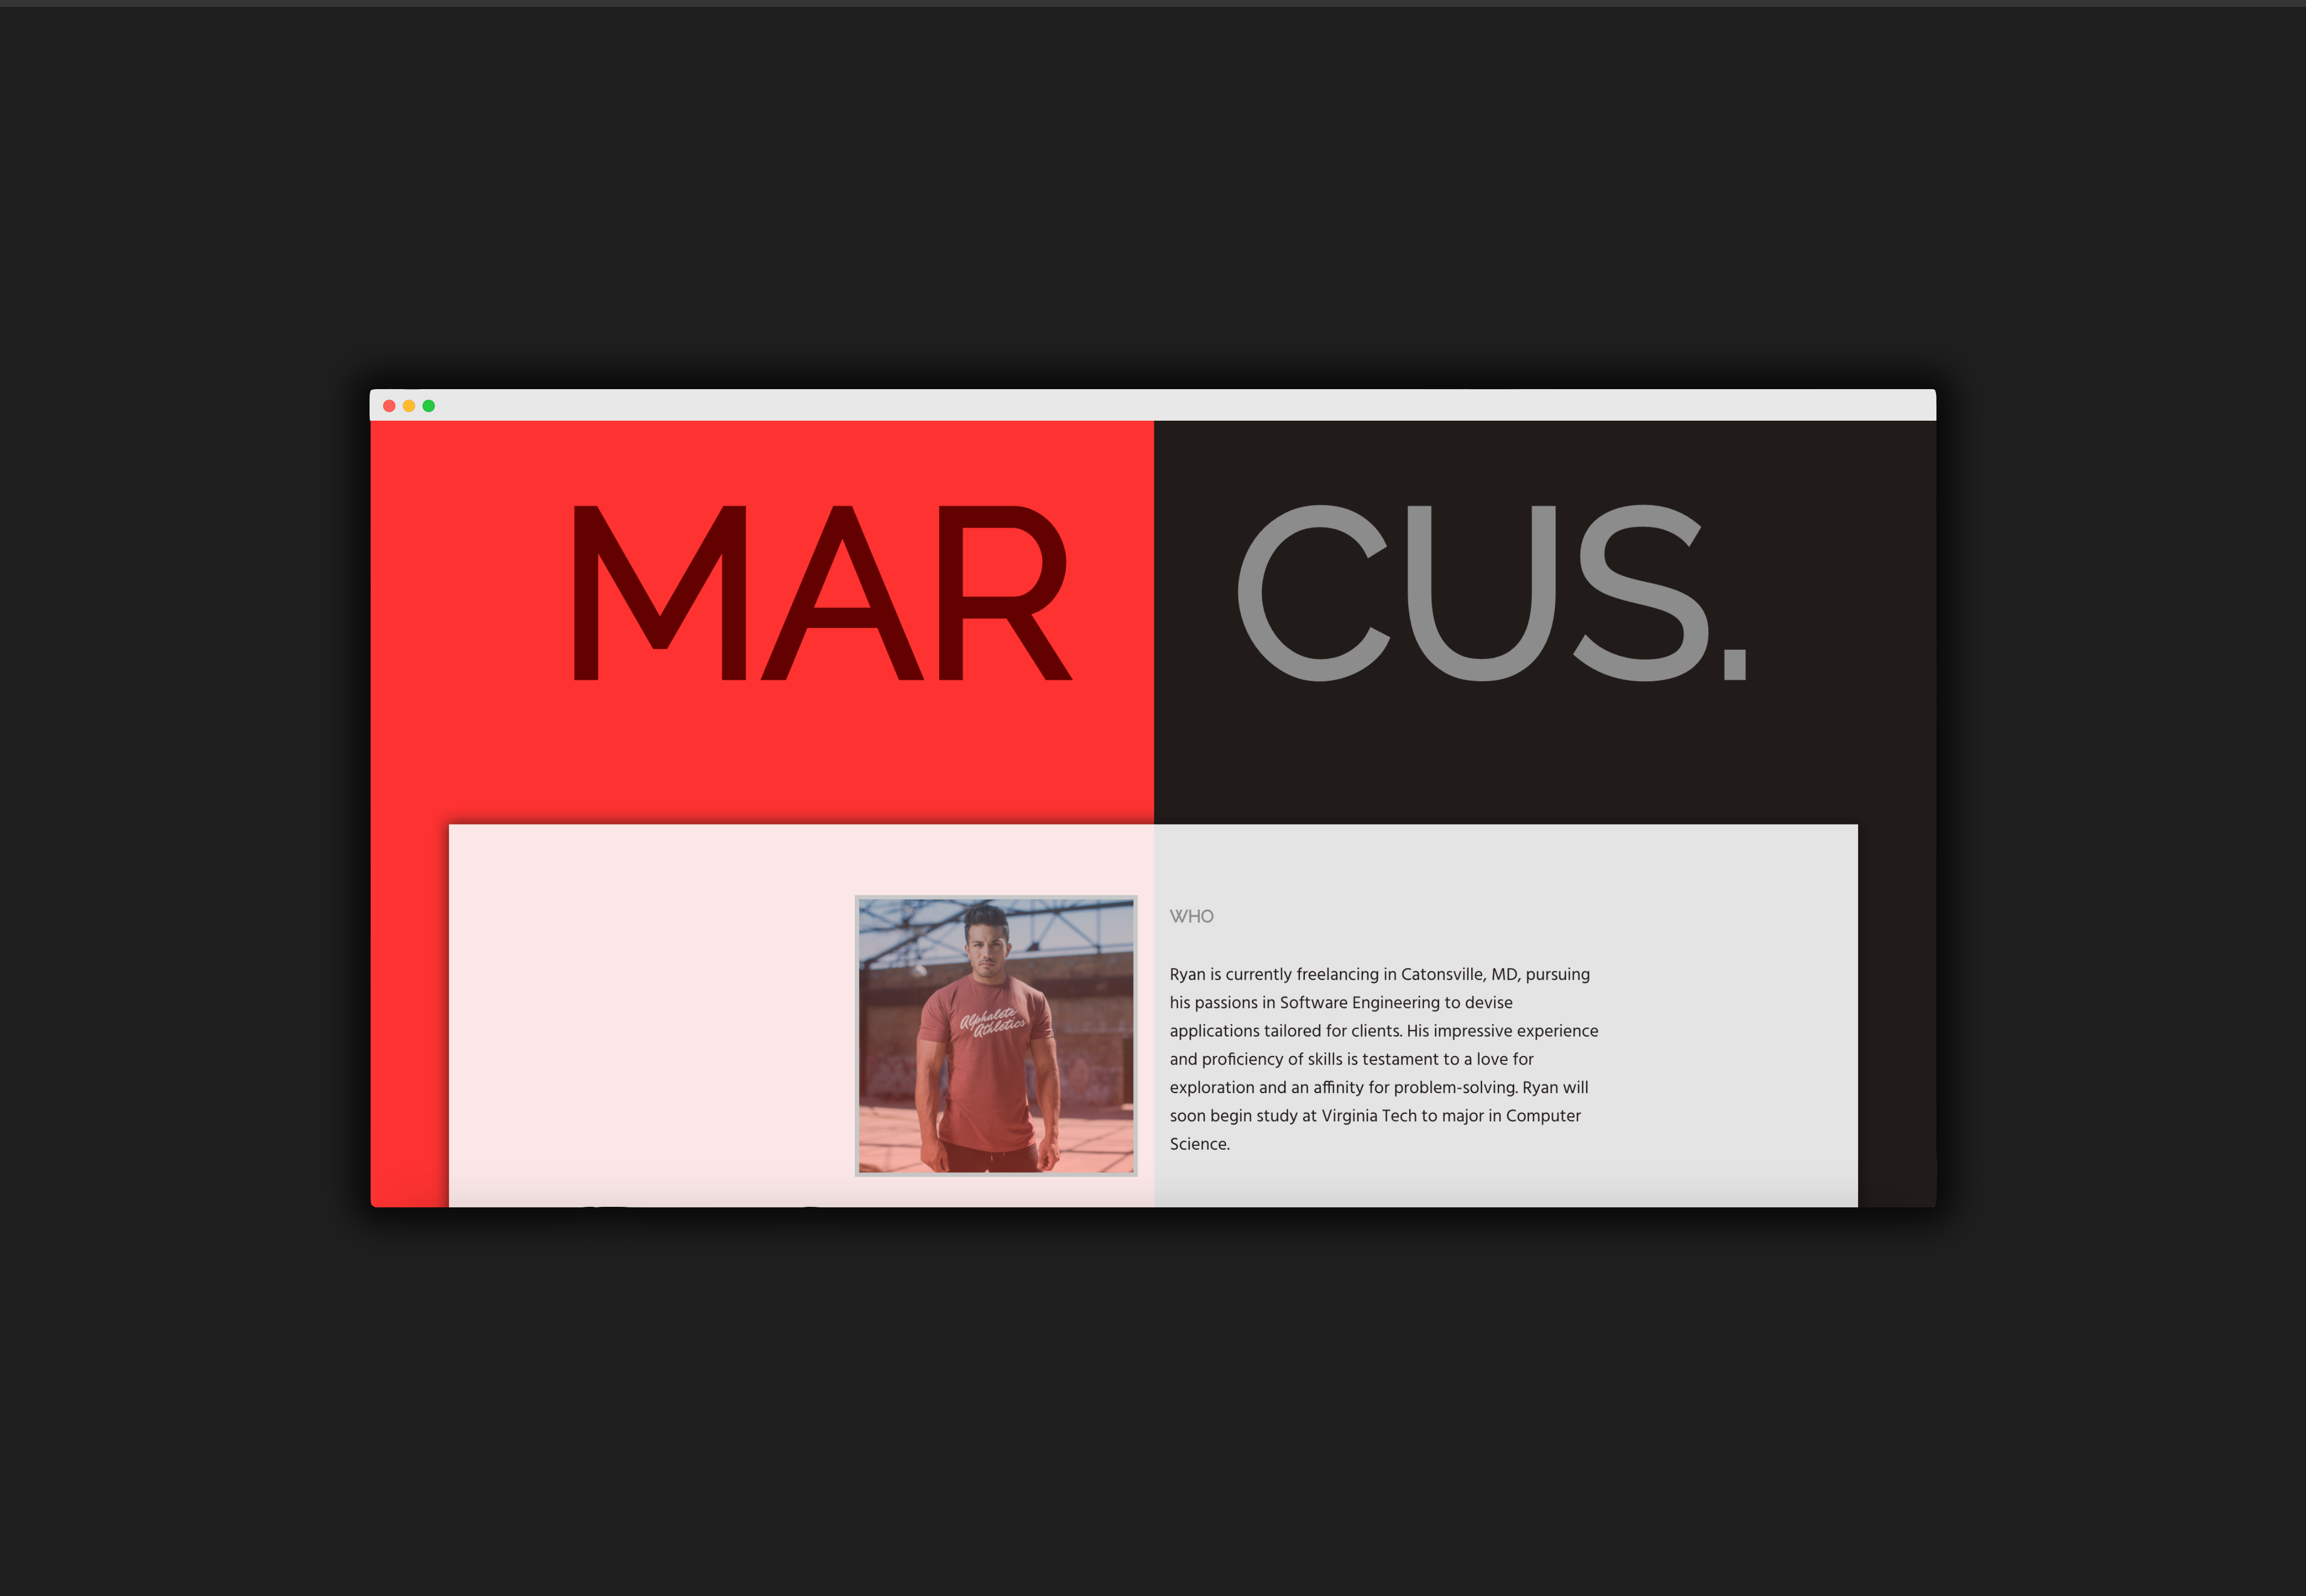 MAR CUS.
WHO
Alphalete
Athletics
Ryan is currently freelancing in Catonsville, MD, pursuing
his passions in Software Engineering to devise
applications tailored for clients. His impressive experience
and proficiency of skills is testament to a love for
exploration and an affinity for problem-solving. Ryan will
soon begin study at Virginia Tech to major in Computer
Science.